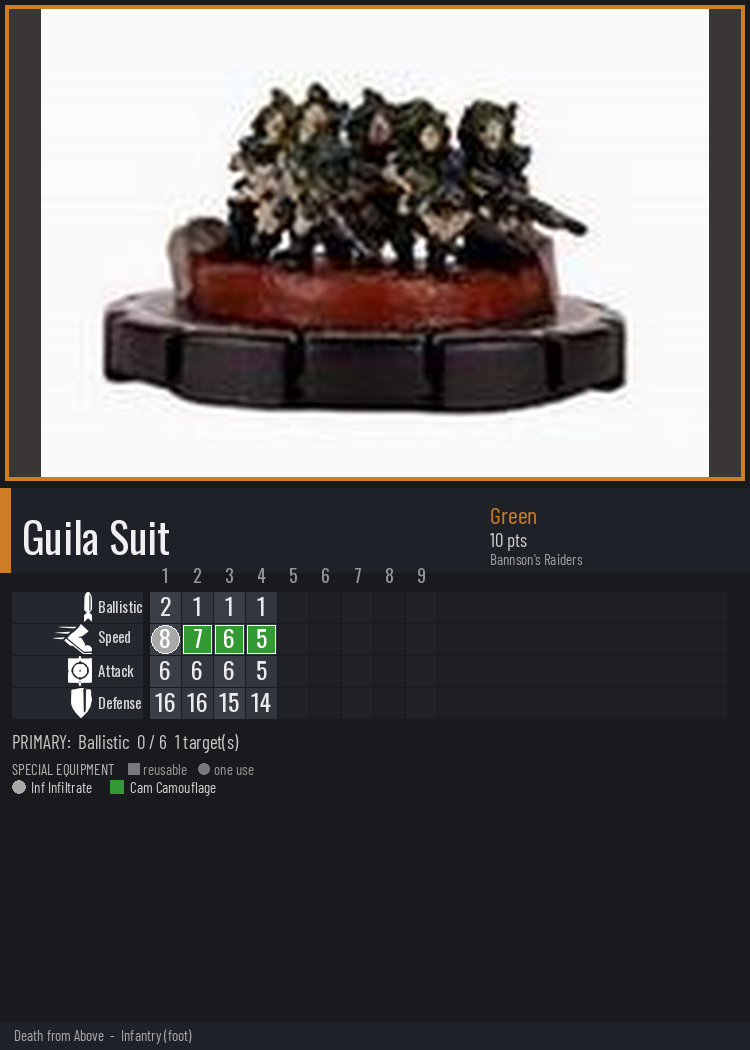 Guila Suit
Green
10 pts
Bannson's Raiders
1 2 3 4 5 6 7 8 9
Ballistic 2 1 1 1
Speed 8 7 6 5
Attack 6 6 6 5
Defense 16 16 15 14
PRIMARY: Ballistic 0 / 6 1 target(s)
SPECIAL EQUIPMENT reusable one use
Inf Infiltrate Cam Camouflage
Death from Above - Infantry (foot)